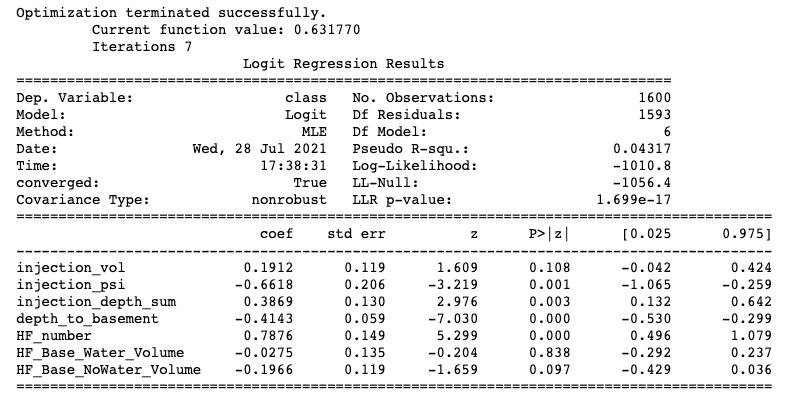 Optimization terminated successfully.
         Current function value: 0.631770
         Iterations 7
                           Logit Regression Results
==============================================================================
Dep. Variable:                  class   No. Observations:                 1600
Model:                          Logit   Df Residuals:                     1593
Method:                           MLE   Df Model:                            6
Date:                Wed, 28 Jul 2021   Pseudo R-squ.:                 0.04317
Time:                        17:38:31   Log-Likelihood:                -1010.8
converged:                       True   LL-Null:                       -1056.4
Covariance Type:            nonrobust   LLR p-value:                 1.699e-17
==========================================================================================
                             coef    std err          z      P>|z|      [0.025      0.975]
------------------------------------------------------------------------------------------
injection_vol              0.1912      0.119      1.609      0.108      -0.042       0.424
injection_psi             -0.6618      0.206     -3.219      0.001      -1.065      -0.259
injection_depth_sum        0.3869      0.130      2.976      0.003       0.132       0.642
depth_to_basement         -0.4143      0.059     -7.030      0.000      -0.530      -0.299
HF_number                  0.7876      0.149      5.299      0.000       0.496       1.079
HF_Base_Water_Volume      -0.0275      0.135     -0.204      0.838      -0.292       0.237
HF_Base_NoWater_Volume    -0.1966      0.119     -1.659      0.097      -0.429       0.036
==========================================================================================